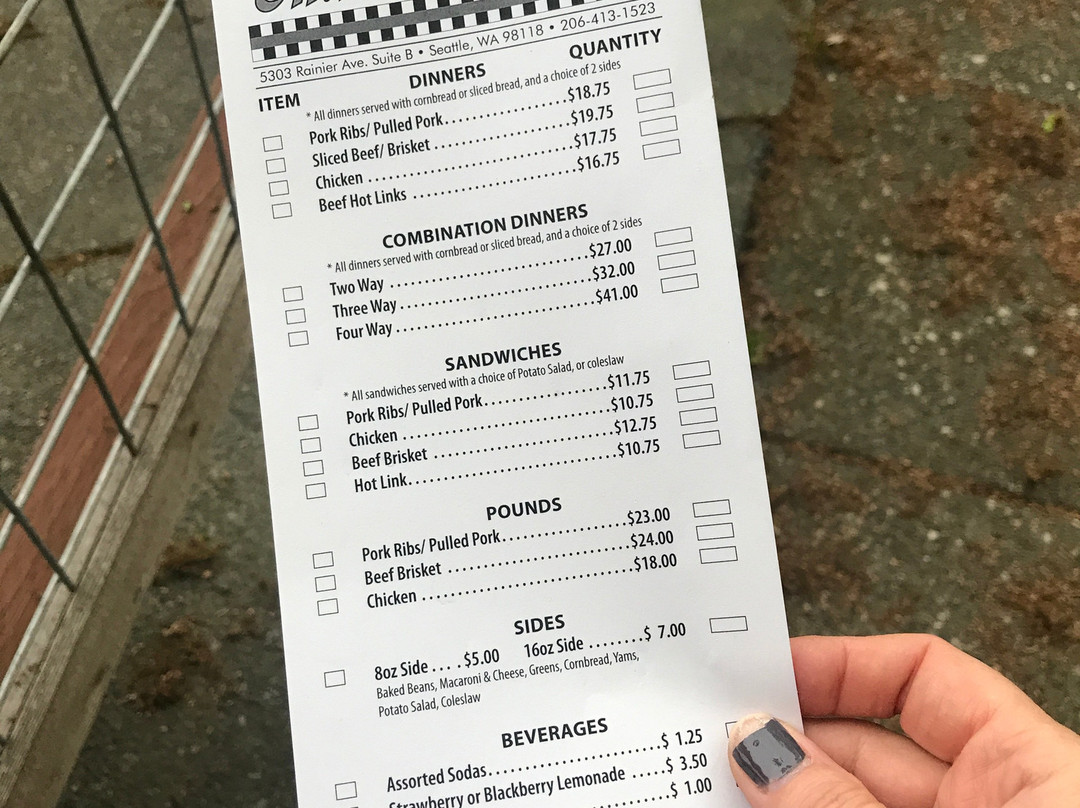 5303 Rainier Ave. Suite B • Seattle, WA 98118 • 206-413-1523
ITEM DINNERS QUANTITY
* All dinners served with cornbread or sliced bread, and a choice of 2 sides
Pork Ribs/ Pulled Pork..................$18.75
Sliced Beef/ Brisket....................$19.75
Chicken.................................$17.75
Beef Hot Links..........................$16.75
COMBINATION DINNERS
* All dinners served with cornbread or sliced bread, and a choice of 2 sides
Two Way.................................$27.00
Three Way...............................$32.00
Four Way................................$41.00
SANDWICHES
* All sandwiches served with a choice of Potato Salad, or coleslaw
Pork Ribs/ Pulled Pork..................$11.75
Chicken.................................$10.75
Beef Brisket............................$12.75
Hot Link................................$10.75
POUNDS
Pork Ribs/ Pulled Pork..................$23.00
Beef Brisket............................$24.00
Chicken.................................$18.00
SIDES
8oz Side....$5.00 16oz Side........$ 7.00
Baked Beans, Macaroni & Cheese, Greens, Cornbread, Yams,
Potato Salad, Coleslaw
BEVERAGES
Assorted Sodas..........................$ 1.25
Strawberry or Blackberry Lemonade.....$ 3.50
$ 1.00